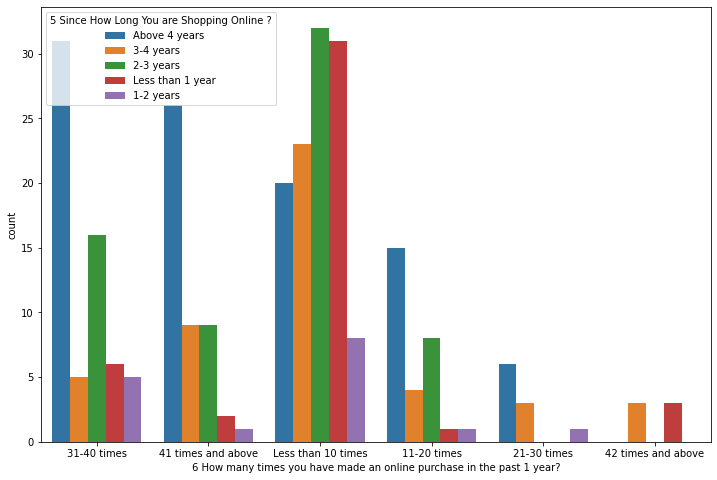 5 Since How Long You are Shopping Online ?
Above 4 years
3-4 years
2-3 years
Less than 1 year
1-2 years
30
25
20
15
10
5
0
count
31-40 times
41 times and above
Less than 10 times
11-20 times
21-30 times
42 times and above
6 How many times you have made an online purchase in the past 1 year?